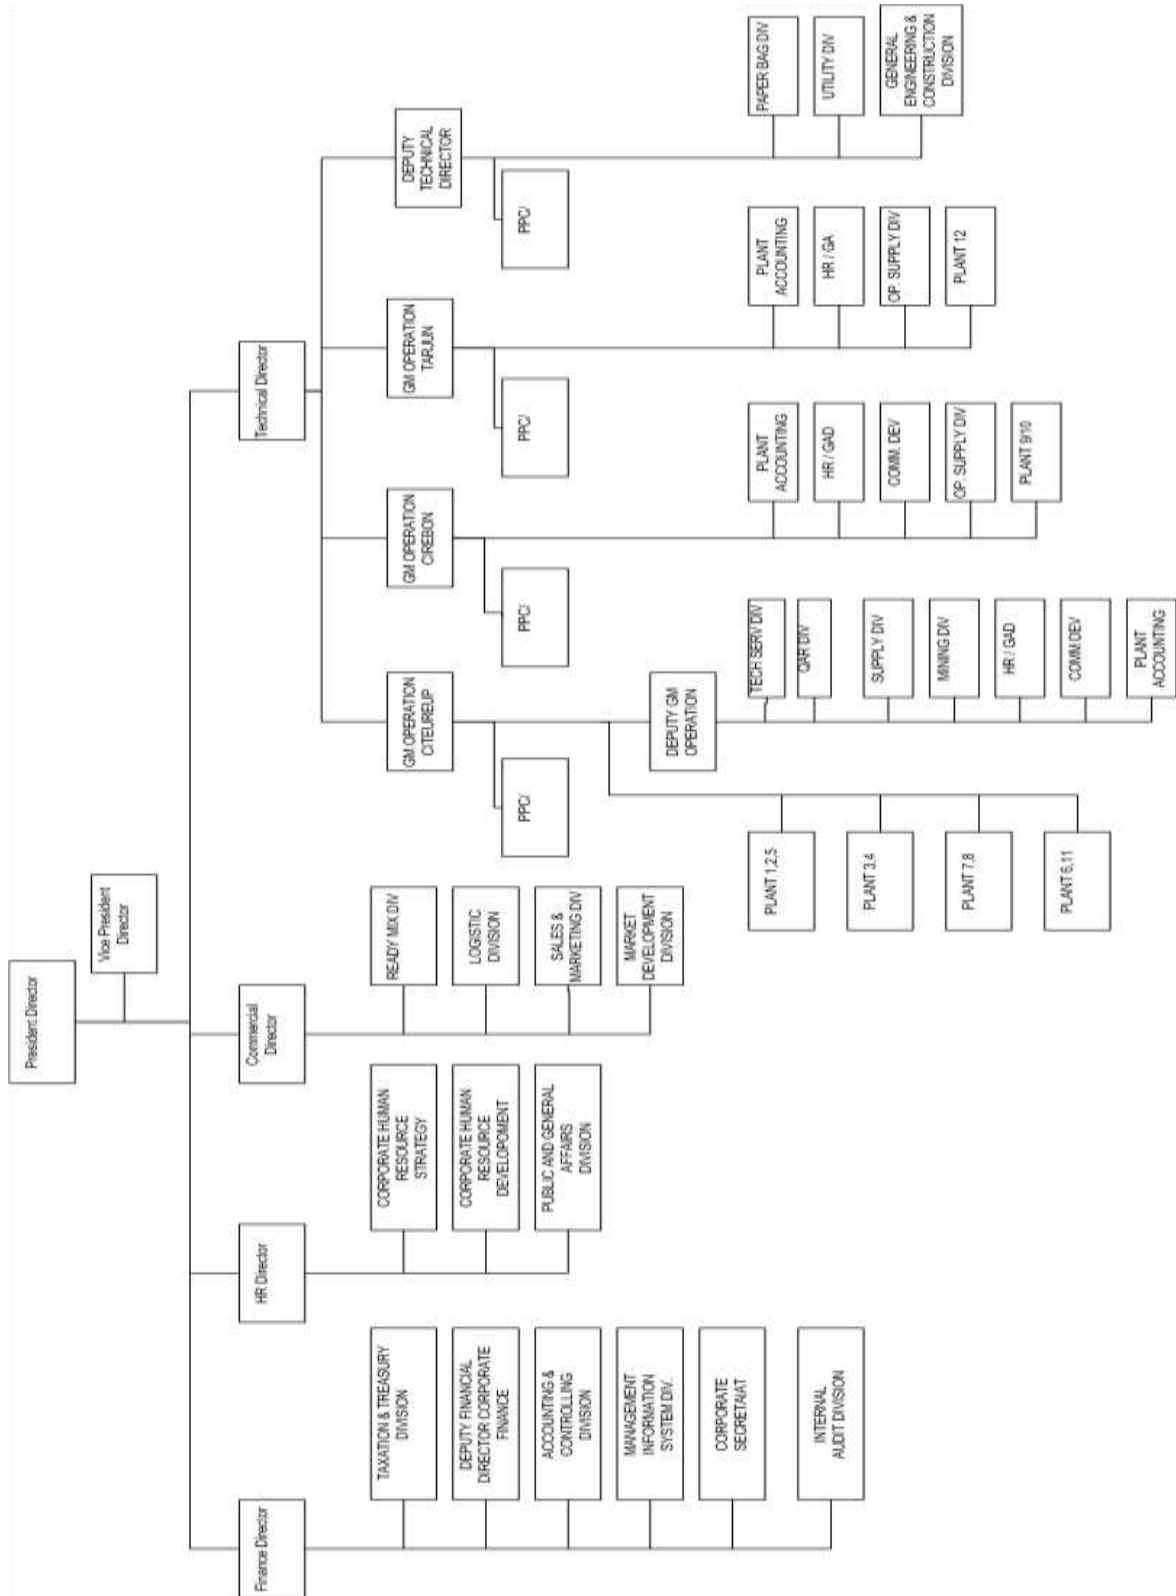 President Director
Vice President
Director
Finance Director
HR Director
Commercial
Director
Technical Director
TAXATION & TREASURY
DIVISION
DEPUTY FINANCIAL
DIRECTOR CORPORATE
FINANCE
ACCOUNTING &
CONTROLLING
DIVISION
MANAGEMENT
INFORMATION
SYSTEM DIV.
CORPORATE
SECRETAIAT
INTERNAL
AUDIT DIVISION
CORPORATE HUMAN
RESOURCE
STRATEGY
CORPORATE HUMAN
RESOURCE
DEVELOPOMENT
PUBLIC AND GENERAL
AFFAIRS
DIVISION
READY MIX DIV
LOGISTIC
DIVISION
SALES &
MARKETING DIV
MARKET
DEVELOPMENT
DIVISION
GM OPERATION
CITEUREUP
PPC/
DEPUTY GM
OPERATION
PLANT 1,2,5
PLANT 3,4
PLANT 7,8
PLANT 6,11
TECH SERV DIV
QAR DIV
SUPPLY DIV
MINING DIV
HR / GAD
COMM DEV
PLANT
ACCOUNTING
GM OPERATION
CIREBON
PPC/
PLANT
ACCOUNTING
HR / GAD
COMM. DEV
OP. SUPPLY DIV
PLANT 9/10
GM OPERATION
TARJUN
PPC/
PLANT
ACCOUNTING
HR / GA
OP. SUPPLY DIV
PLANT 12
DEPUTY
TECHNICAL
DIRECTOR
PPC/
PAPER BAG DIV
UTILITY DIV
GENERAL
ENGINEERING &
CONSTRUCTION
DIVISION